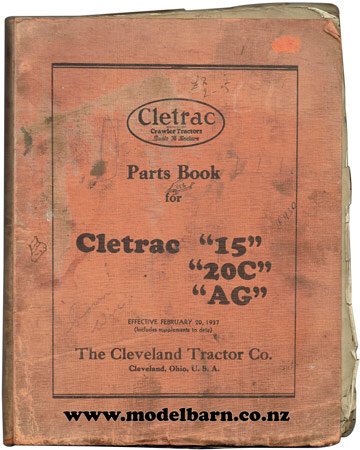 Cletrac
Crawler Tractors
Parts Book
for
Cletrac "15"
"20C"
"AG"
EFFECTIVE FEBRUARY 20, 1937
(Includes supplements to date)
The Cleveland Tractor Co.
Cleveland, Ohio, U. S. A.
www.modelbarn.co.nz